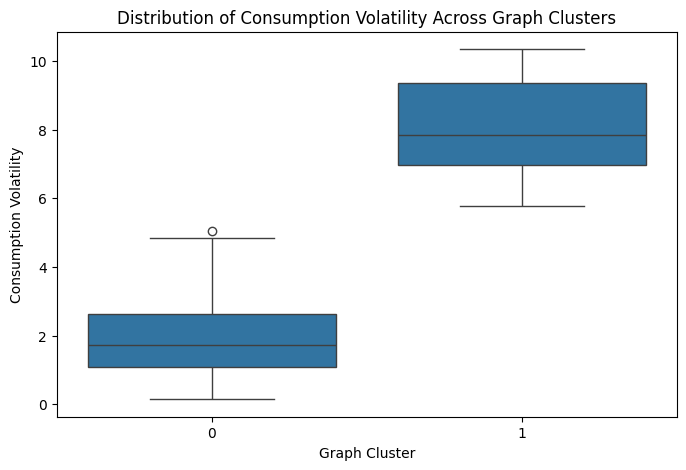 Distribution of Consumption Volatility Across Graph Clusters
Consumption Volatility
10
8
6
4
2
0
0 1
Graph Cluster